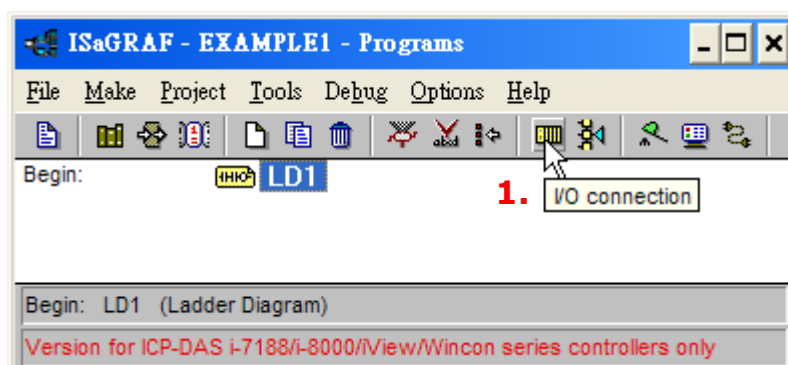 ISaGRAF - EXAMPLE1 - Programs
File Make Project Tools Debug Options Help
Begin: LD1
1. I/O connection
Begin: LD1 (Ladder Diagram)
Version for ICP-DAS i-7188/i-8000/iView/Wincon series controllers only